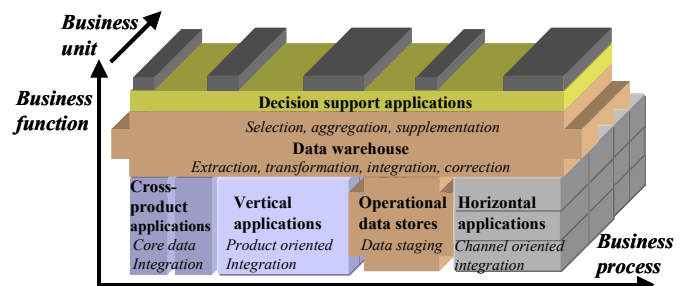 Business
unit
Business
function
Decision support applications
Selection, aggregation, supplementation
Data warehouse
Extraction, transformation, integration, correction
Cross-
product
applications
Core data
Integration
Vertical
applications
Product oriented
Integration
Operational
data stores
Data staging
Horizontal
applications
Channel oriented
integration
Business
process